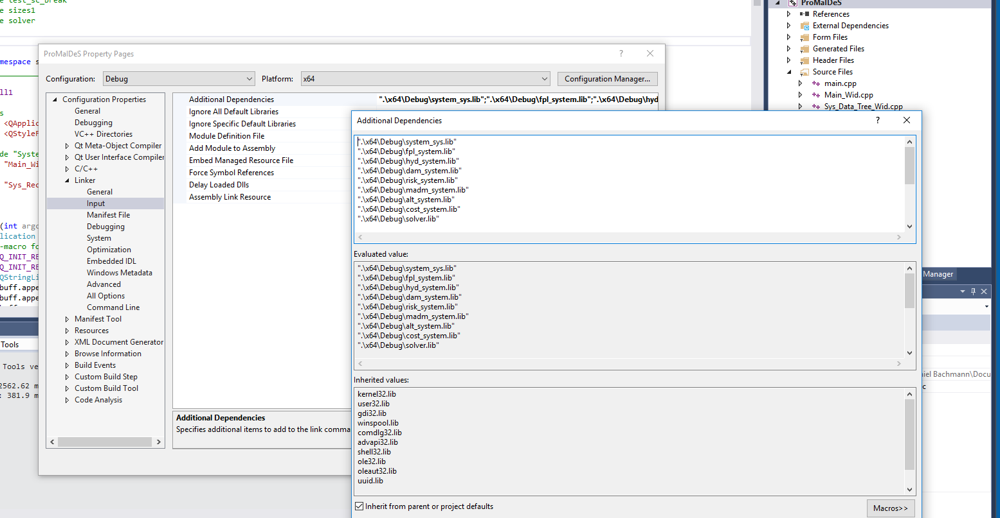 test_sc_break
sizes1
solver
mespace s
ll1
s
<QApplic
<QStyleF
de "Syste
"Main_Wi
"Sys_Rec
(int argc
lication
-macro fo
Q_INIT_RE
Q_INIT_RE
QStringLi
buff.appe
buff.appe
Tools
Tools ve
2562.62 m
: 381.9 m
ProMaIDeS Property Pages
Configuration:
Debug
Platform:
x64
Configuration Manager...
Configuration Properties
General
Debugging
VC++ Directories
Qt Meta-Object Compiler
Qt User Interface Compiler
C/C++
Linker
General
Input
Manifest File
Debugging
System
Optimization
Embedded IDL
Windows Metadata
Advanced
All Options
Command Line
Manifest Tool
Resources
XML Document Generator
Browse Information
Build Events
Custom Build Step
Custom Build Tool
Code Analysis
Additional Dependencies
".\x64\Debug\system_sys.lib";".\x64\Debug\fpl_system.lib";".\x64\Debug\hyd
Ignore All Default Libraries
Ignore Specific Default Libraries
Module Definition File
Add Module to Assembly
Embed Managed Resource File
Force Symbol References
Delay Loaded Dlls
Assembly Link Resource
Additional Dependencies
Specifies additional items to add to the link comma
Additional Dependencies
".\x64\Debug\system_sys.lib"
".\x64\Debug\fpl_system.lib"
".\x64\Debug\hyd_system.lib"
".\x64\Debug\dam_system.lib"
".\x64\Debug\risk_system.lib"
".\x64\Debug\madm_system.lib"
".\x64\Debug\alt_system.lib"
".\x64\Debug\cost_system.lib"
".\x64\Debug\solver.lib"
Evaluated value:
".\x64\Debug\system_sys.lib"
".\x64\Debug\fpl_system.lib"
".\x64\Debug\hyd_system.lib"
".\x64\Debug\dam_system.lib"
".\x64\Debug\risk_system.lib"
".\x64\Debug\madm_system.lib"
".\x64\Debug\alt_system.lib"
".\x64\Debug\cost_system.lib"
".\x64\Debug\solver.lib"
Inherited values:
kernel32.lib
user32.lib
gdi32.lib
winspool.lib
comdlg32.lib
advapi32.lib
shell32.lib
ole32.lib
oleaut32.lib
uuid.lib
Inherit from parent or project defaults
Macros>>
ProMaIDeS
References
External Dependencies
Form Files
Generated Files
Header Files
Source Files
main.cpp
Main_Wid.cpp
Sys_Data_Tree_Wid.cpp
Manager
niel Bachmann\Docu
c